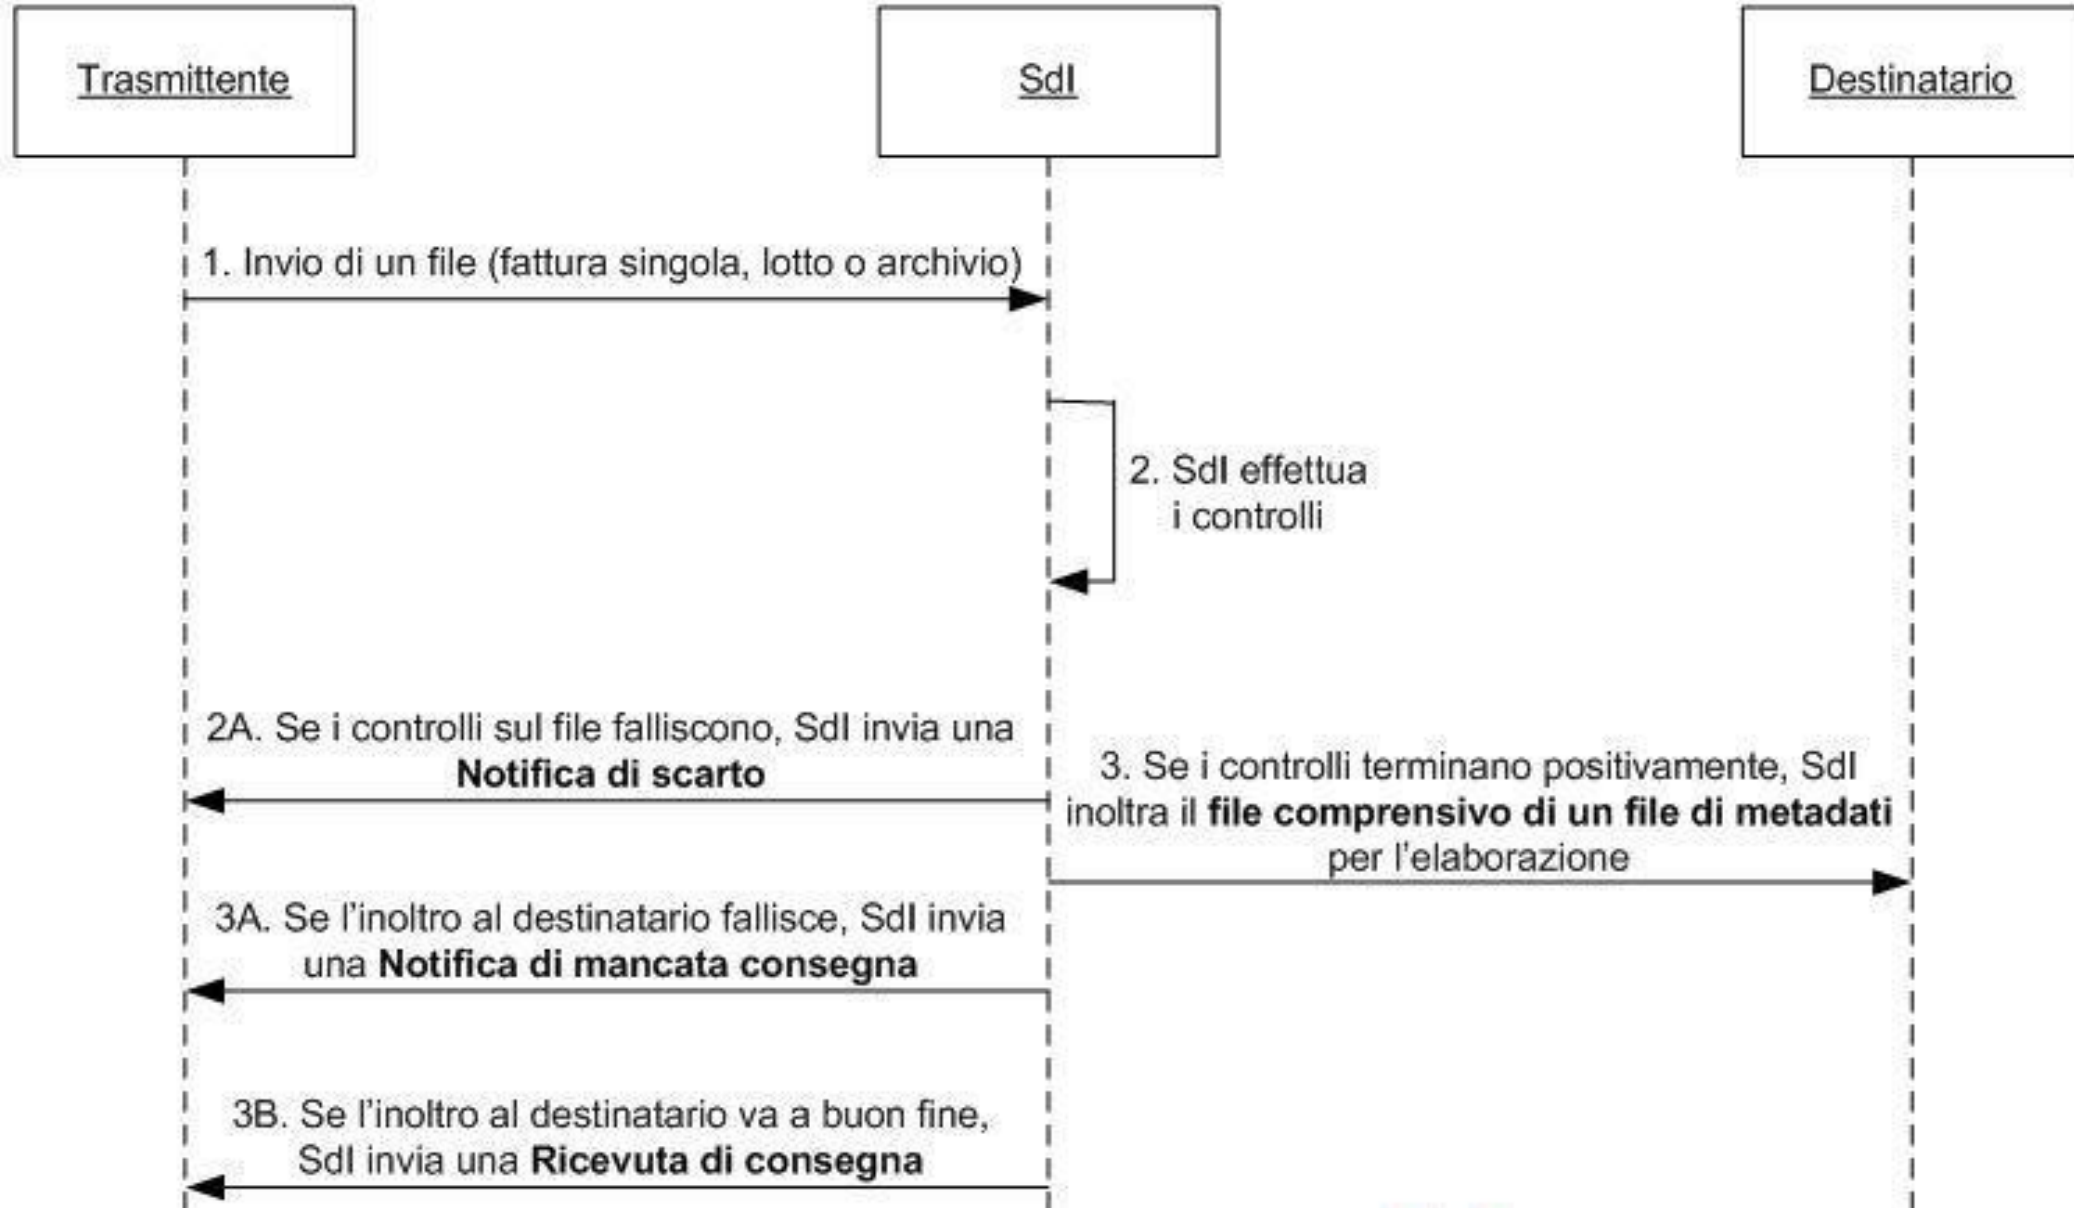 Trasmittente
SdI
Destinatario
1. Invio di un file (fattura singola, lotto o archivio)
2. SdI effettua
i controlli
2A. Se i controlli sul file falliscono, SdI invia una
Notifica di scarto
3. Se i controlli terminano positivamente, SdI
inoltra il file comprensivo di un file di metadati
per l'elaborazione
3A. Se l'inoltro al destinatario fallisce, SdI invia
una Notifica di mancata consegna
3B. Se l'inoltro al destinatario va a buon fine,
SdI invia una Ricevuta di consegna